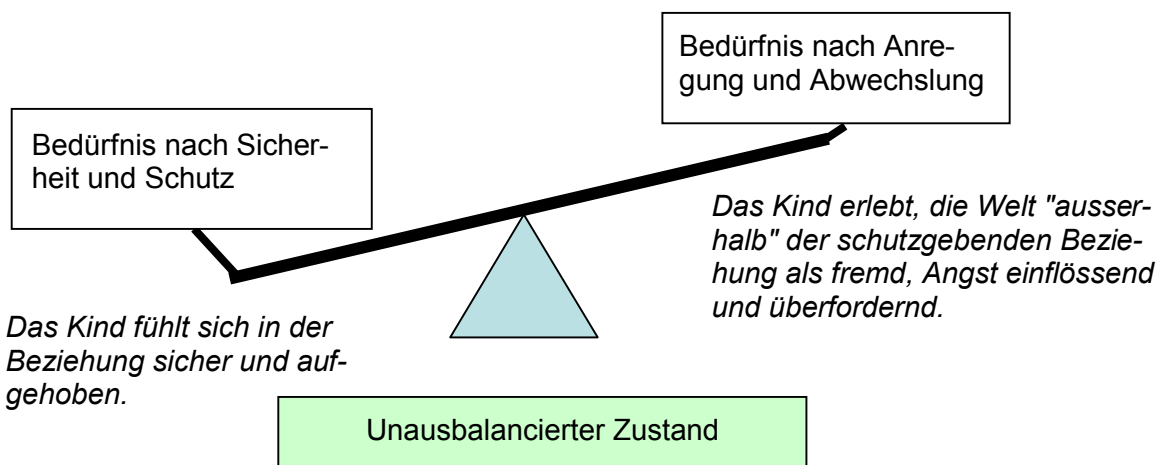 Bedürfnis nach Anre-
gung und Abwechslung
Bedürfnis nach Sicher-
heit und Schutz
Das Kind erlebt, die Welt "ausser-
halb" der schutzgebenden Bezie-
hung als fremd, Angst einflössend
und überfordernd.
Das Kind fühlt sich in der
Beziehung sicher und auf-
gehoben.
Unausbalancierter Zustand